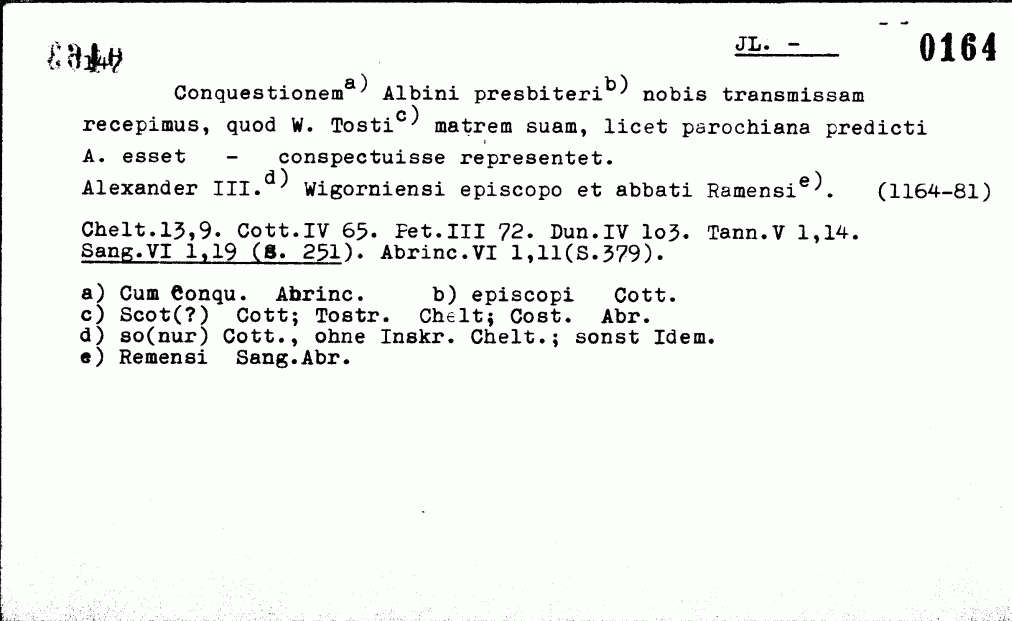 JL. -
0164
Conquestionem a) Albini presbiteri b) nobis transmissam
recepimus, quod W. Tosti c) matrem suam, licet parochiana predicti
A. esset - conspectuisse representet.
Alexander III. d) Wigorniensi episcopo et abbati Ramensi e). (1164-81)
Chelt.13,9. Cott.IV 65. Pet.III 72. Dun.IV 1o3. Tann.V 1,14.
Sang.VI 1,19 (S. 251). Abrinc.VI 1,11(S.379).
a) Cum Conqu. Abrinc. b) episcopi Cott.
c) Scot(?) Cott; Tostr. Chelt; Cost. Abr.
d) so(nur) Cott., ohne Inskr. Chelt.; sonst Idem.
e) Remensi Sang.Abr.